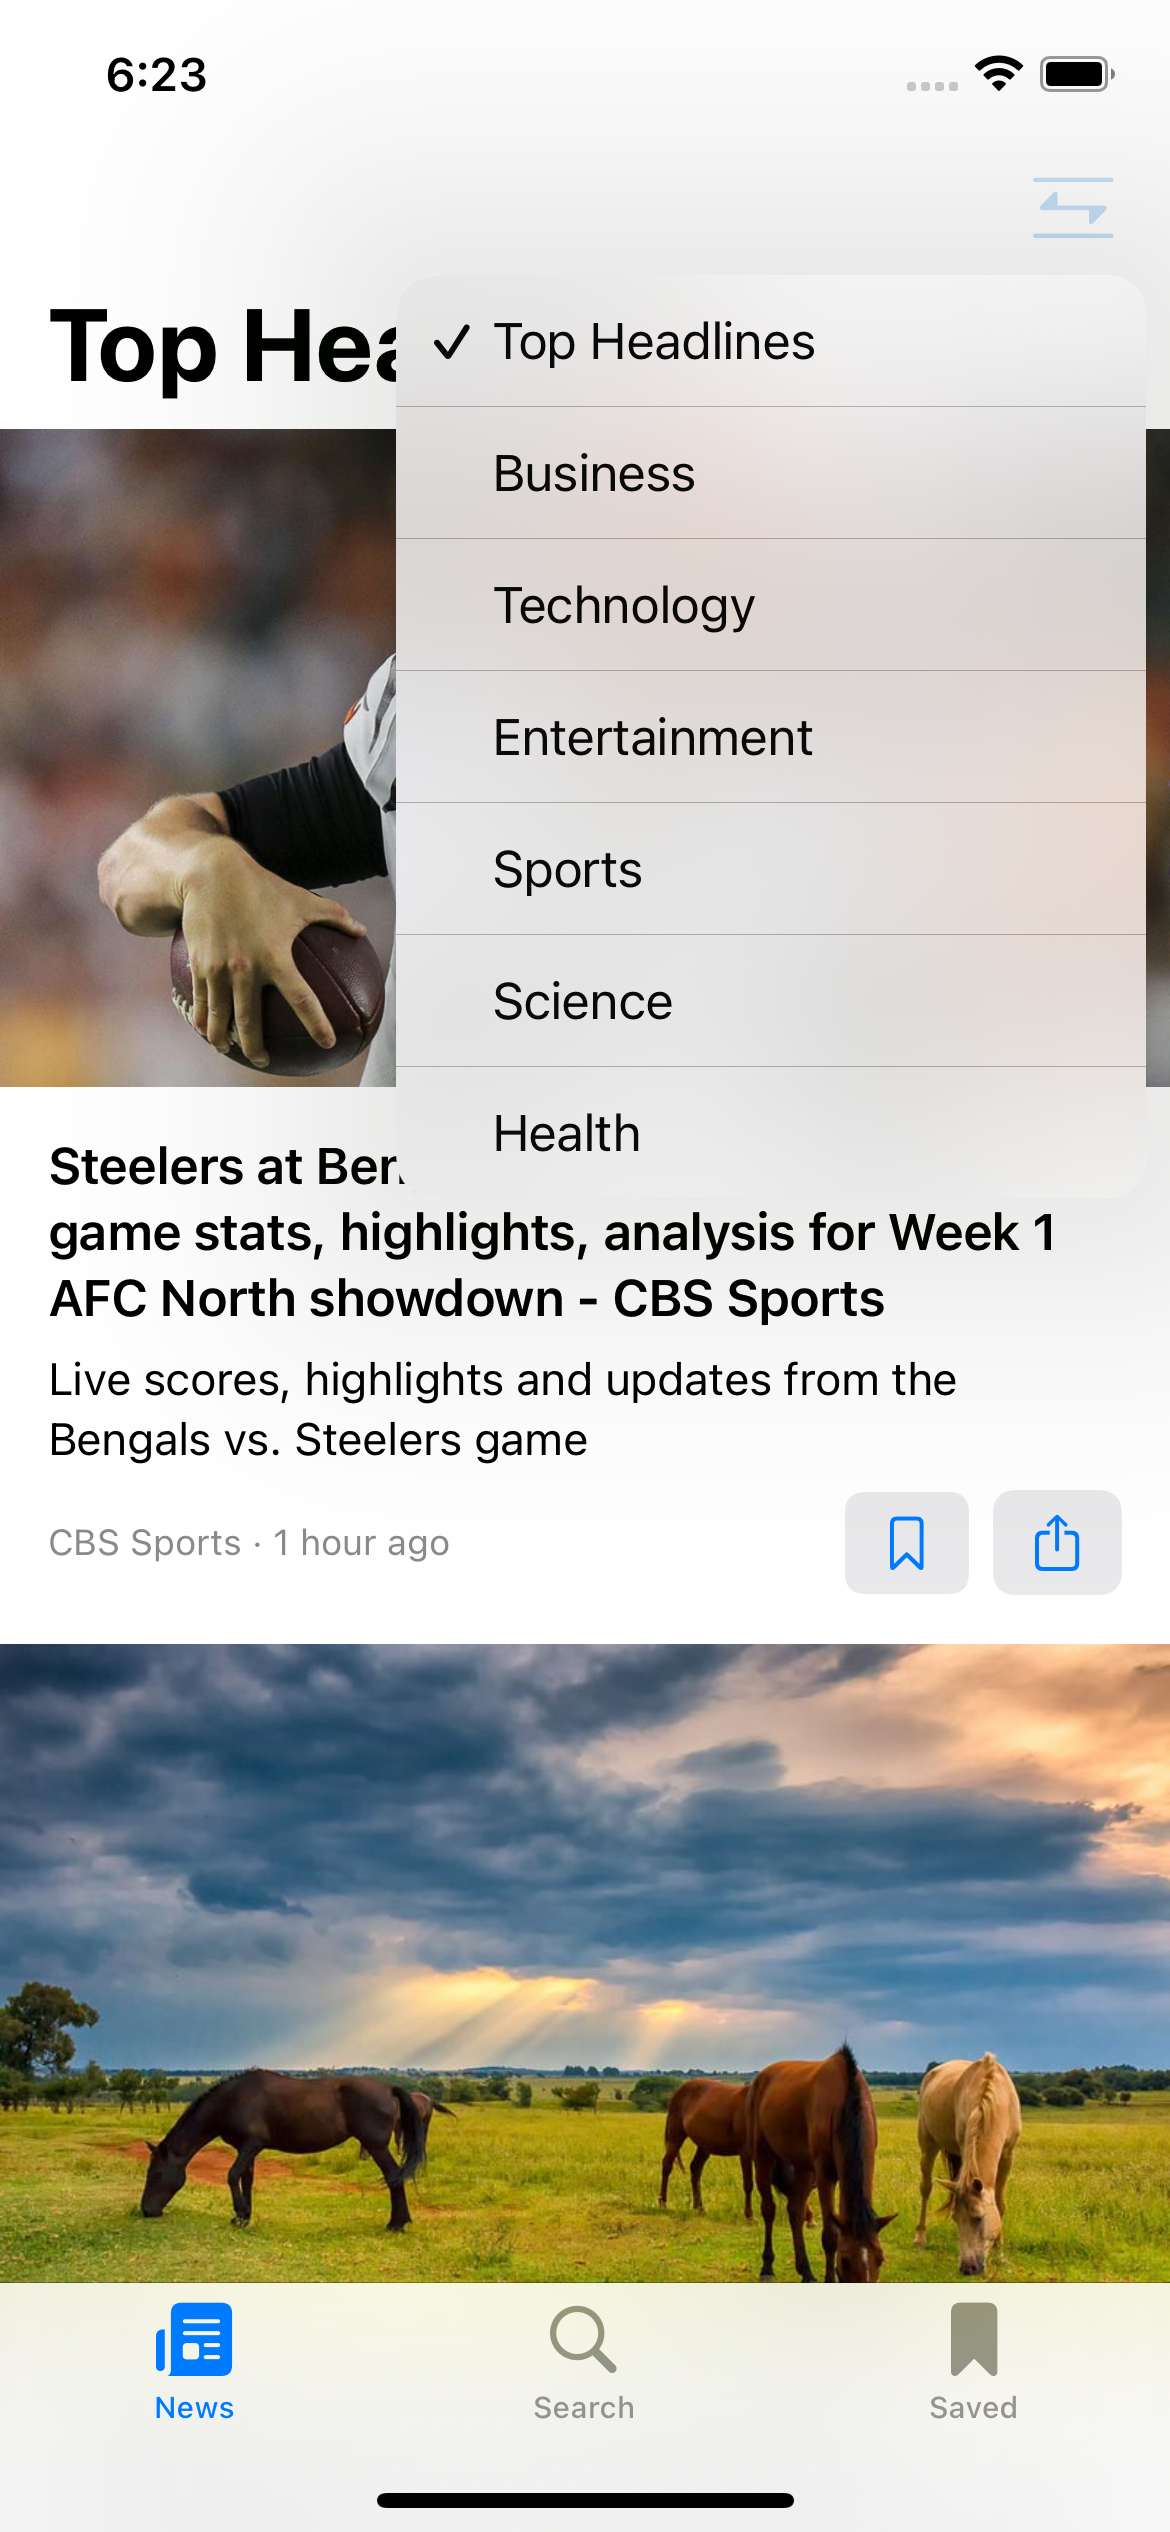 6:23
Top Hea
✓ Top Headlines
Business
Technology
Entertainment
Sports
Science
Health
Steelers at
game stats, highlights, analysis for Week 1
AFC North showdown - CBS Sports
Live scores, highlights and updates from the
Bengals vs. Steelers game
CBS Sports · 1 hour ago
News
Search
Saved